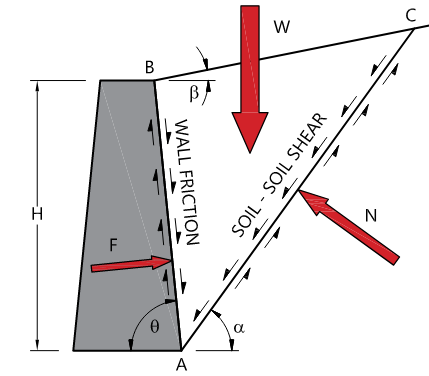 C
W
B
β
WALL FRICTION
SOIL - SOIL SHEAR
H
N
F
θ
α
A